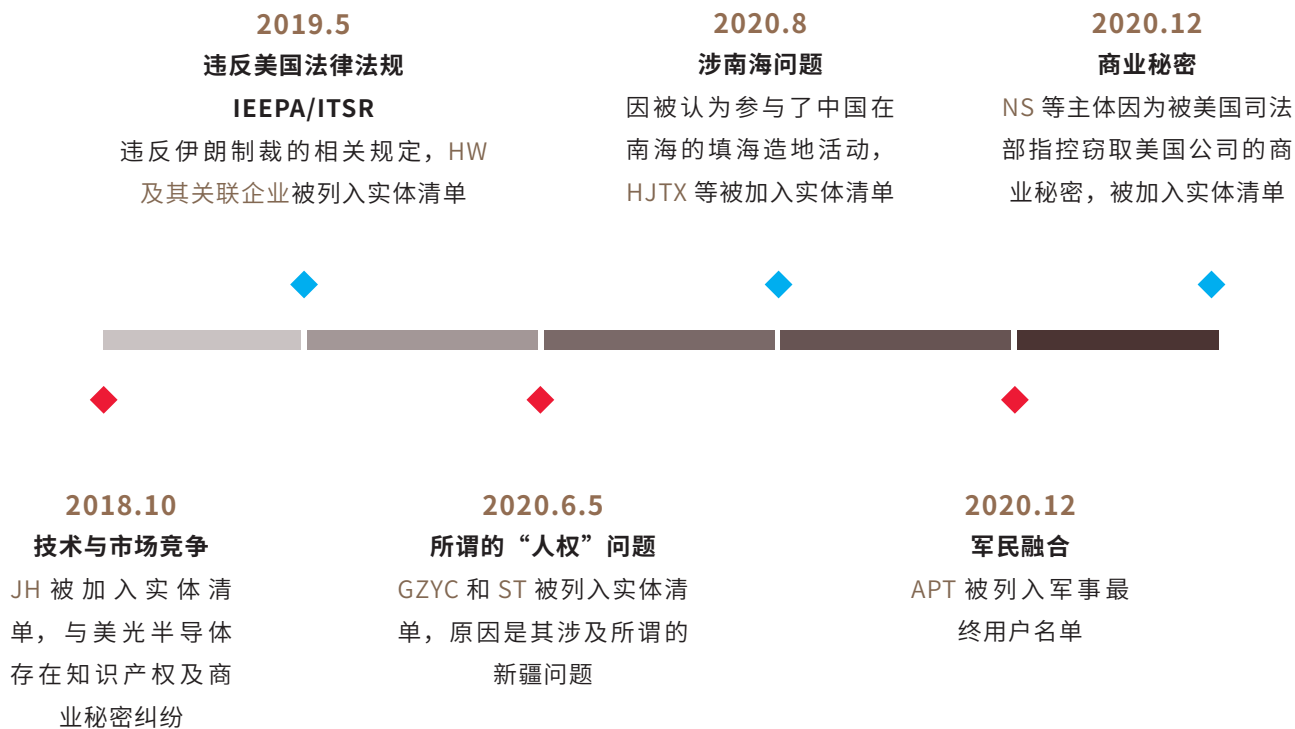 2019.5
违反美国法律法规
IEEPA/ITSR
违反伊朗制裁的相关规定，HW
及其关联企业被列入实体清单
2020.8
涉南海问题
因被认为参与了中国在
南海的填海造地活动，
HJTX 等被加入实体清单
2020.12
商业秘密
NS 等主体因为被美国司法
部指控窃取美国公司的商
业秘密，被加入实体清单
2018.10
技术与市场竞争
JH 被加入实体清
单，与美光半导体
存在知识产权及商
业秘密纠纷
2020.6.5
所谓的“人权”问题
GZYC 和 ST 被列入实体清
单，原因是其涉及所谓的
新疆问题
2020.12
军民融合
APT 被列入军事最
终用户名单